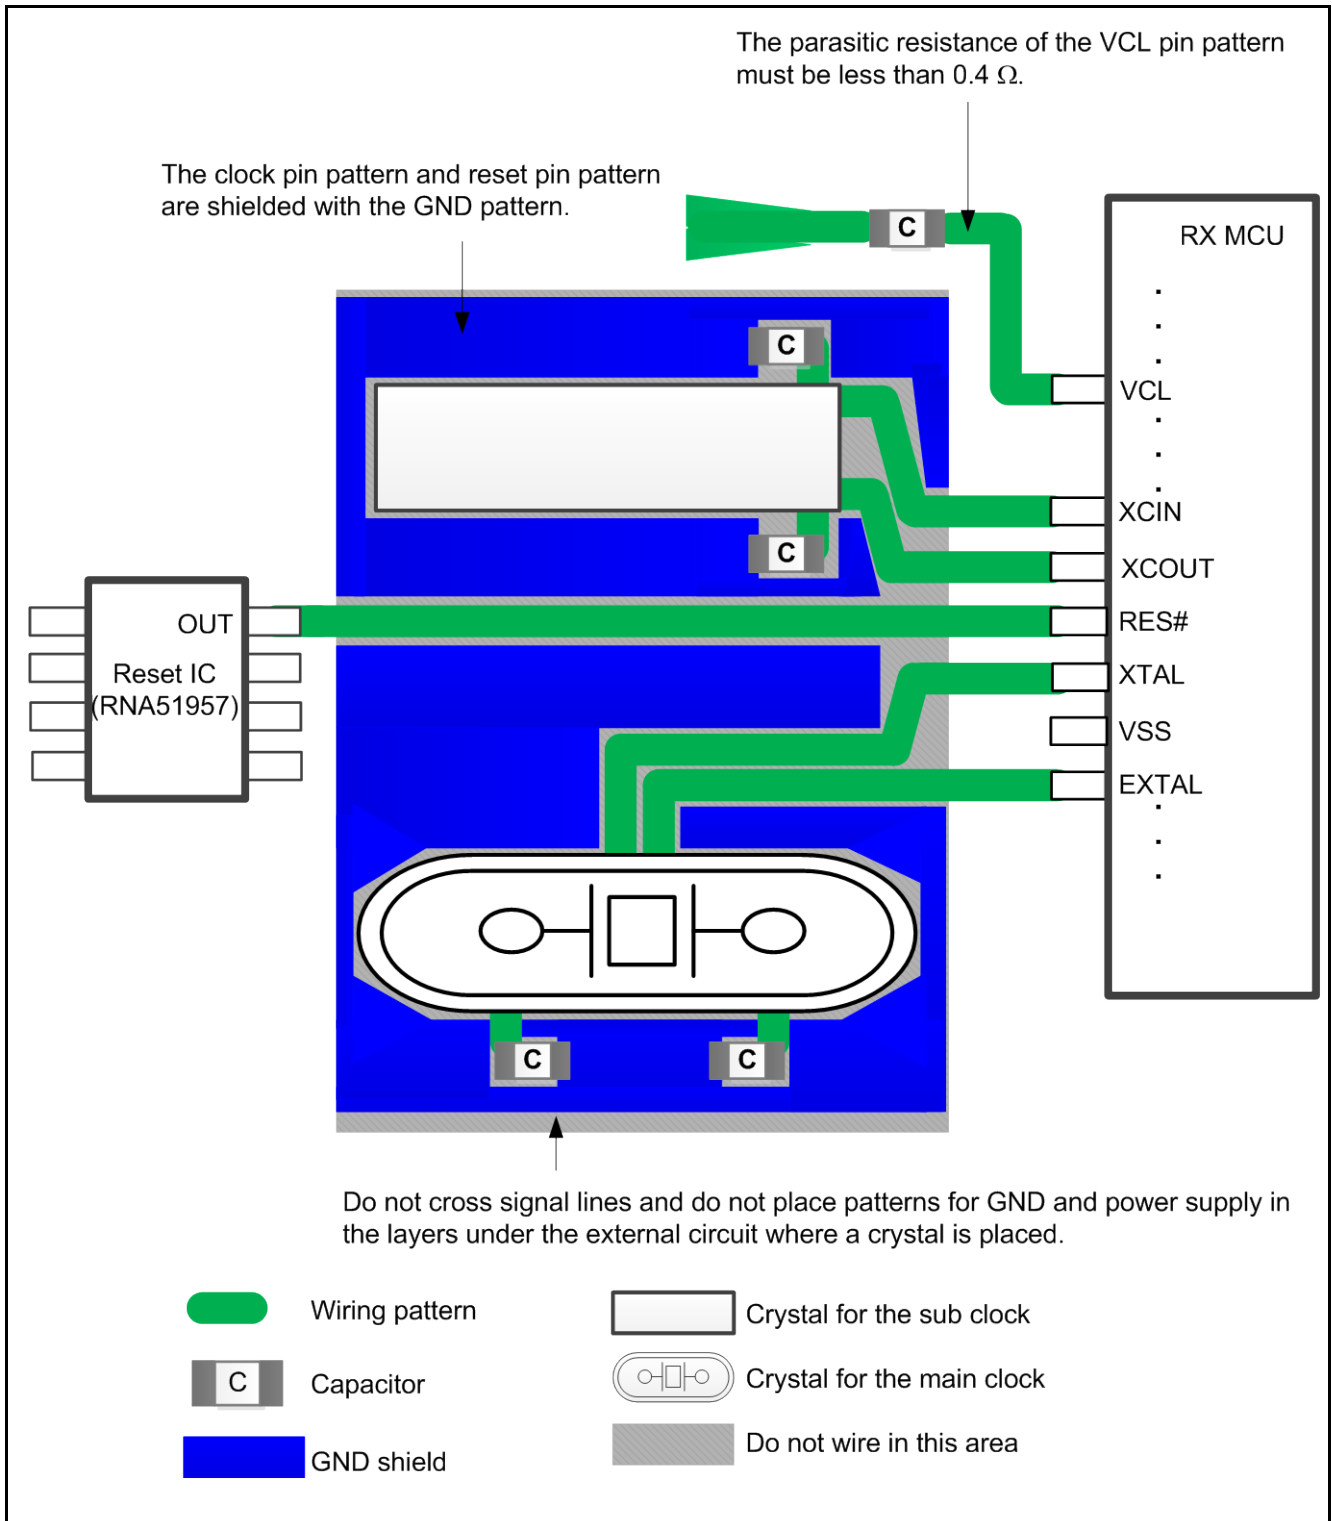 The parasitic resistance of the VCL pin pattern
must be less than 0.4 Ω.
The clock pin pattern and reset pin pattern
are shielded with the GND pattern.
C
RX MCU
C
VCL
XCIN
C
XCOUT
OUT
RES#
Reset IC
(RNA51957)
XTAL
VSS
EXTAL
C
C
Do not cross signal lines and do not place patterns for GND and power supply in
the layers under the external circuit where a crystal is placed.
Wiring pattern
Crystal for the sub clock
C
Capacitor
Crystal for the main clock
GND shield
Do not wire in this area